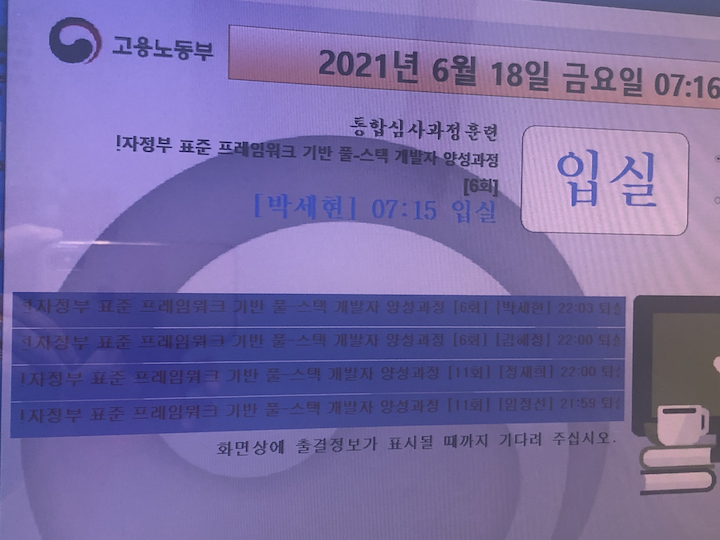 고용노동부
2021년 6월 18일 금요일 07:16
통합심사과정훈련
자정부 표준 프레임워크 기반 풀-스택 개발자 양성과정
[6회]
입실
[박세현] 07:15 입실
자정부 표준 프레임워크 기반 풀-스택 개발자 양성과정 [6회] [박세현] 22:03 퇴실
자정부 표준 프레임워크 기반 풀-스택 개발자 양성과정 [6회] [김혜정] 22:00 퇴실
자정부 표준 프레임워크 기반 풀-스택 개발자 양성과정 [11회] [정재희] 22:00 퇴실
자정부 표준 프레임워크 기반 풀-스택 개발자 양성과정 [11회] [임정선] 21:59 퇴실
화면상에 출결정보가 표시될 때까지 기다려 주십시오.